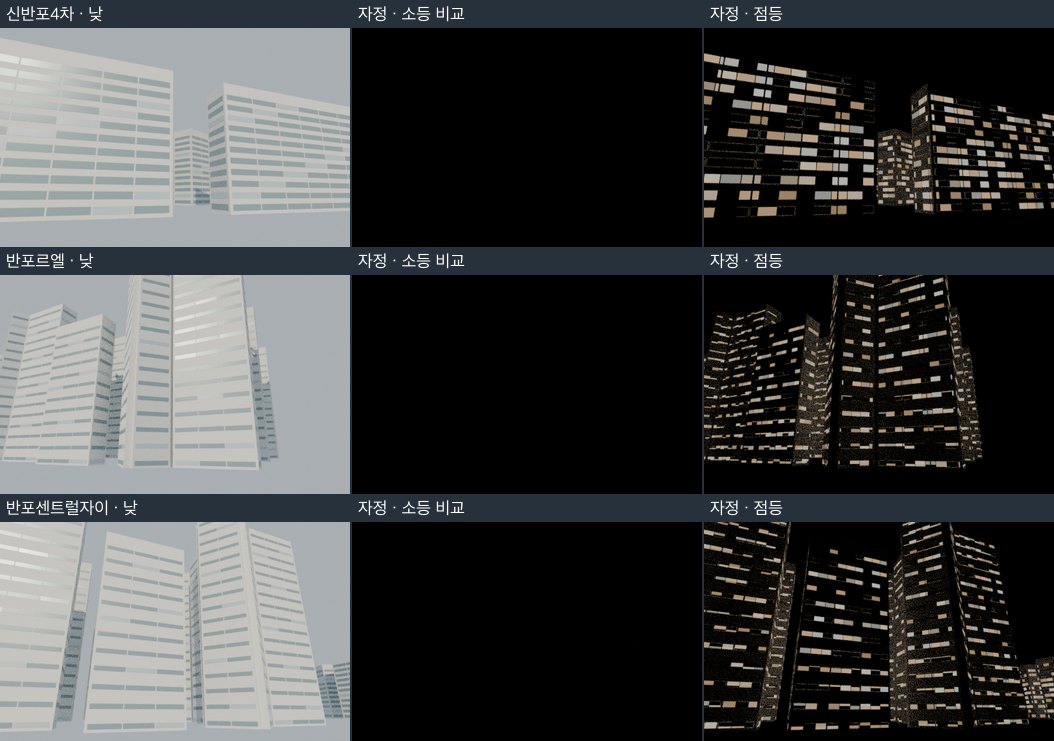 신반포4차 · 낮
자정 · 소등 비교
자정 · 점등
반포르엘 · 낮
자정 · 소등 비교
자정 · 점등
반포센트럴자이 · 낮
자정 · 소등 비교
자정 · 점등